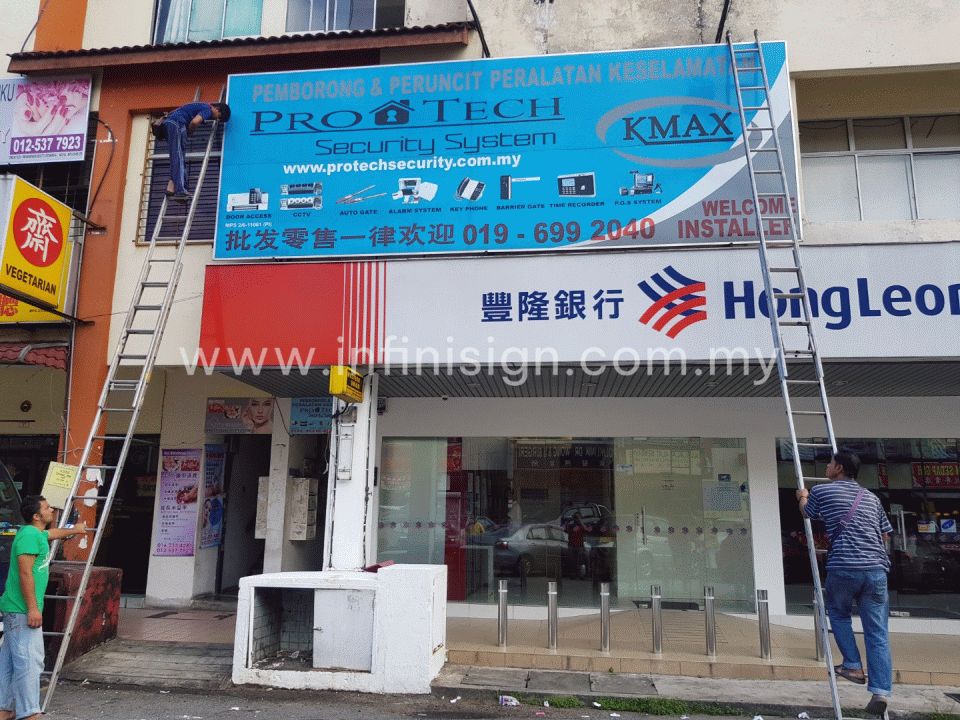 PEMBORONG & PERUNCIT PERALATAN KESELAMATAN
PRO TECH
Security System
KMAX
www.protechsecurity.com.my
DOOR ACCESS
CCTV
AUTO GATE
ALARM SYSTEM
KEY PHONE
BARRIER GATE
TIME RECORDER
P.O.S SYSTEM
批发零售一律欢迎 019 - 699 2040
WELCOME
INSTALLER
012-537 7923
齋
VEGETARIAN
豐隆銀行
HongLeon
www.infinisign.com.my
PRO TECH